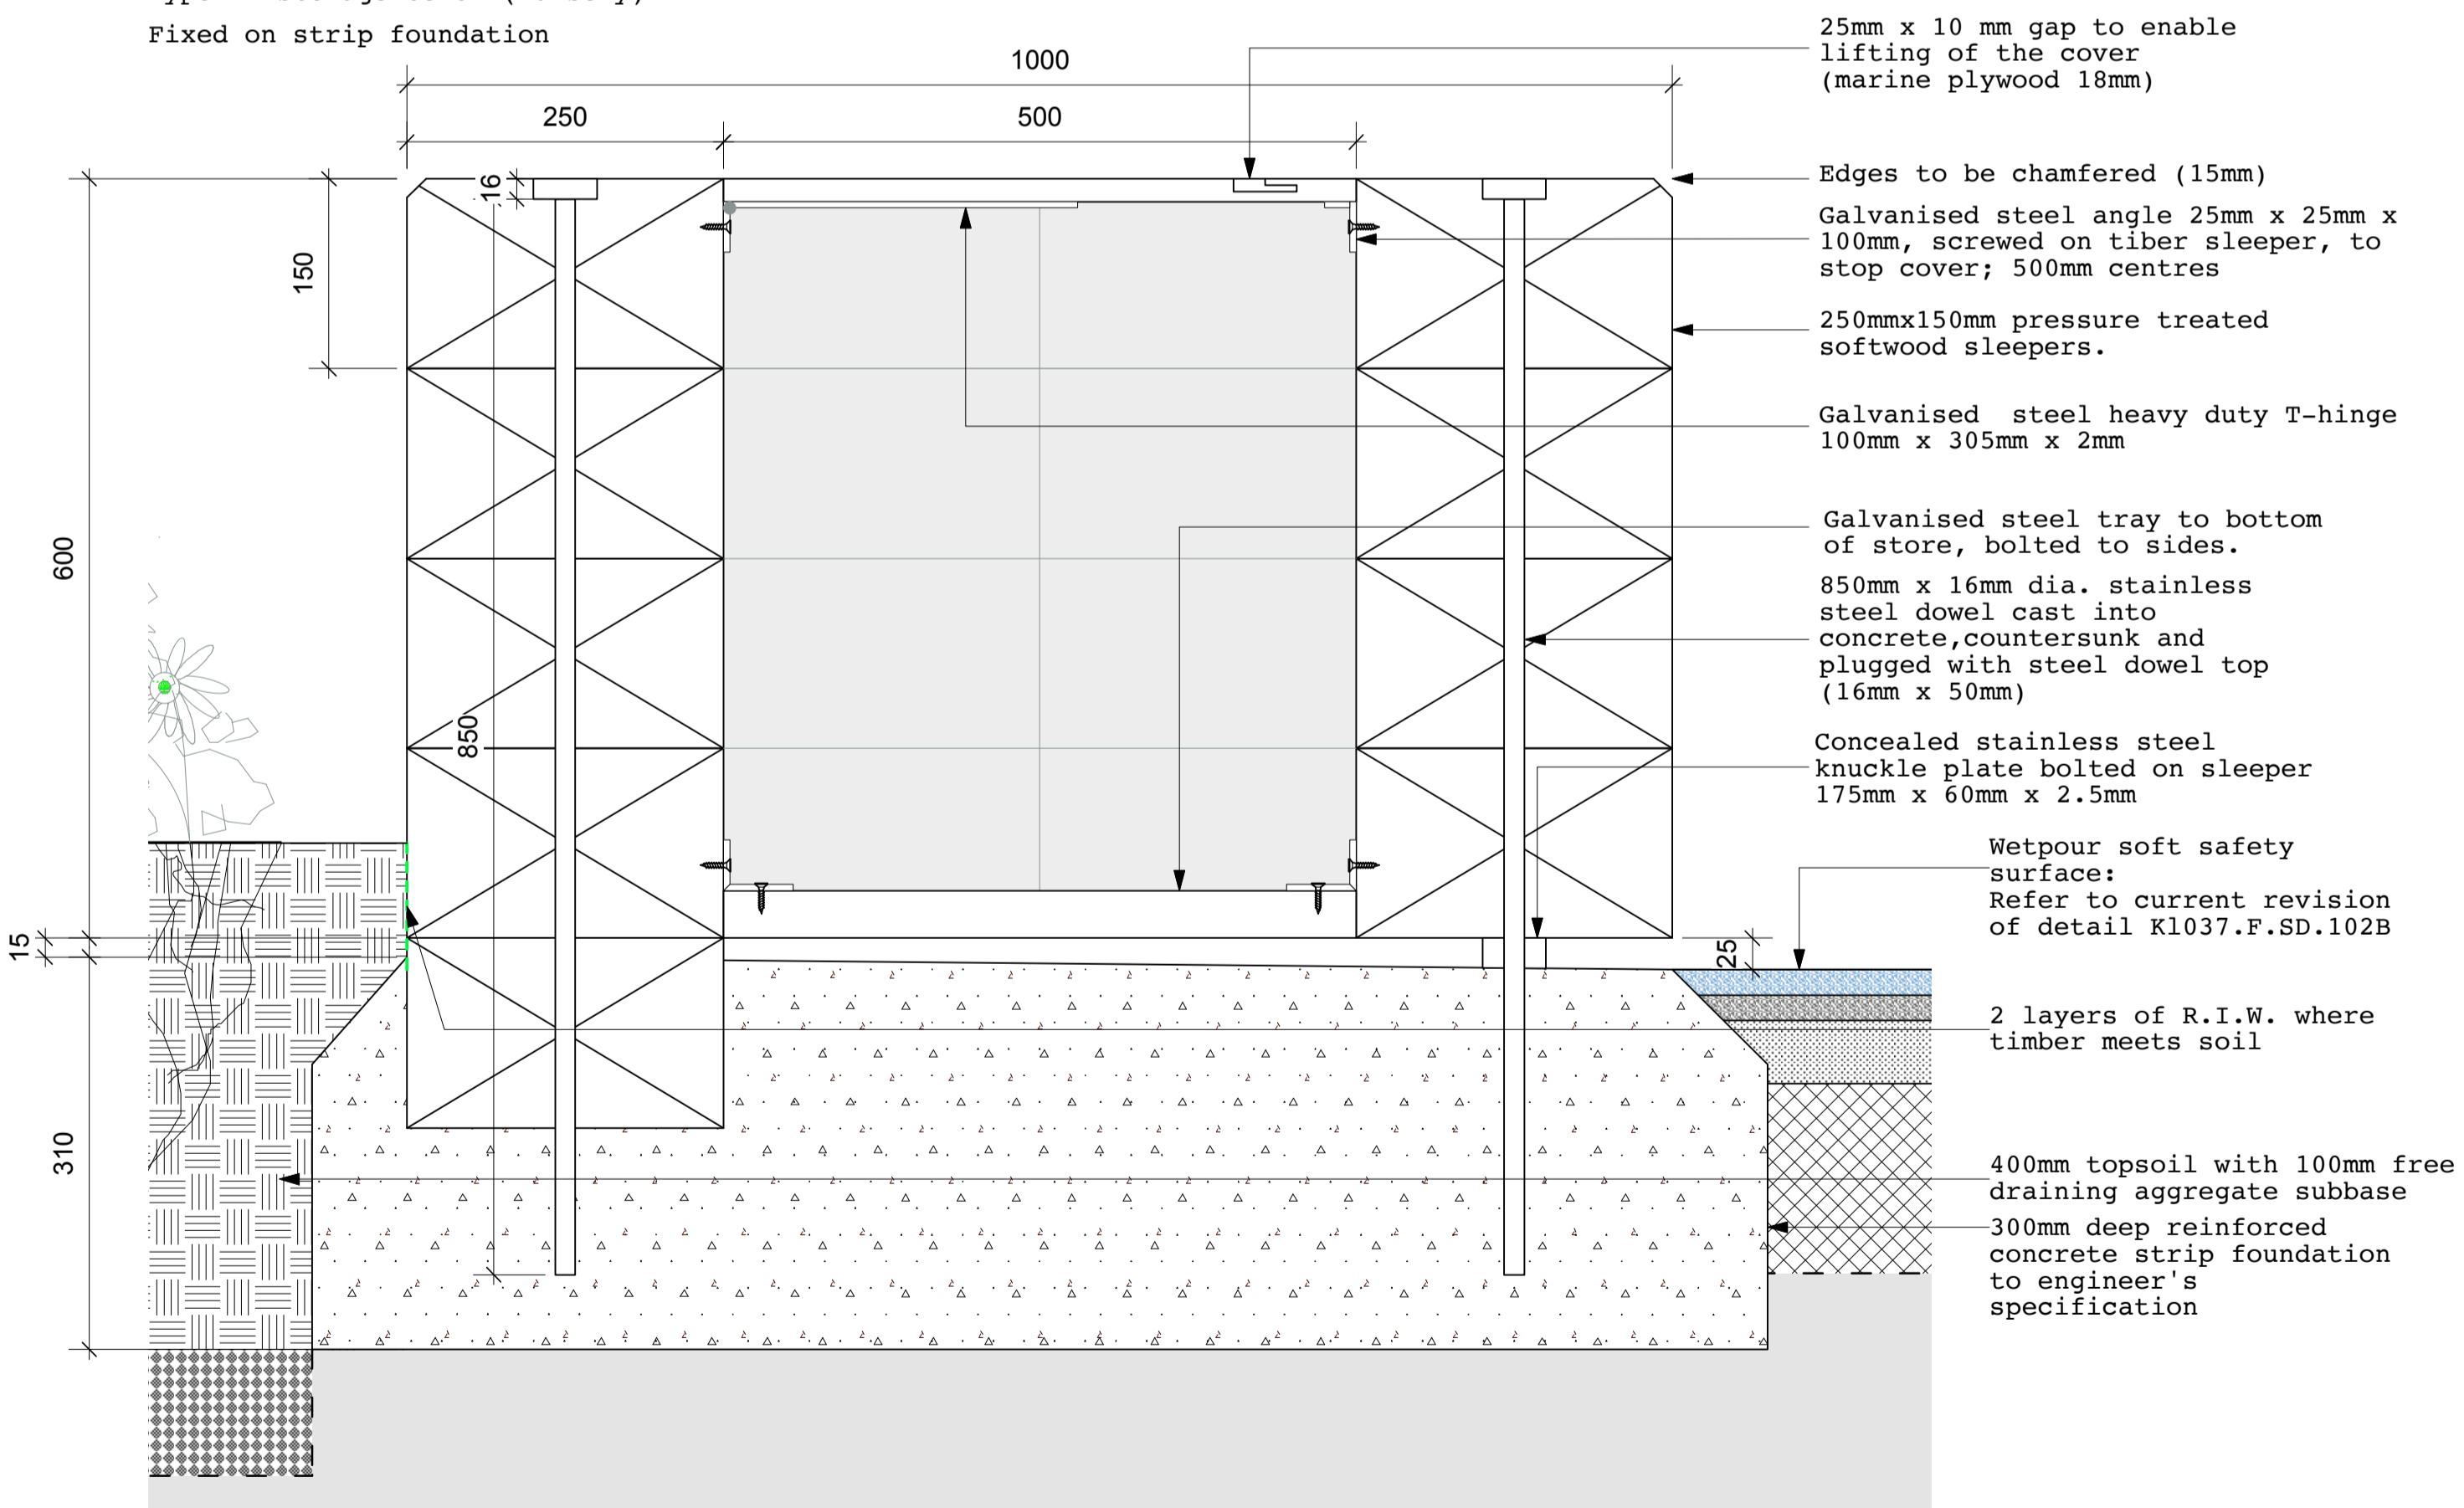 Fixed on strip foundation
1000
250
500
16
150
600
850
15
310
25
25mm x 10 mm gap to enable
lifting of the cover
(marine plywood 18mm)
Edges to be chamfered (15mm)
Galvanised steel angle 25mm x 25mm x
100mm, screwed on tiber sleeper, to
stop cover; 500mm centres
250mmx150mm pressure treated
softwood sleepers.
Galvanised  steel heavy duty T-hinge
100mm x 305mm x 2mm
Galvanised steel tray to bottom
of store, bolted to sides.
850mm x 16mm dia. stainless
steel dowel cast into
concrete,countersunk and
plugged with steel dowel top
(16mm x 50mm)
Concealed stainless steel
knuckle plate bolted on sleeper
175mm x 60mm x 2.5mm
Wetpour soft safety
surface:
Refer to current revision
of detail Kl037.F.SD.102B
2 layers of R.I.W. where
timber meets soil
400mm topsoil with 100mm free
draining aggregate subbase
300mm deep reinforced
concrete strip foundation
to engineer's
specification